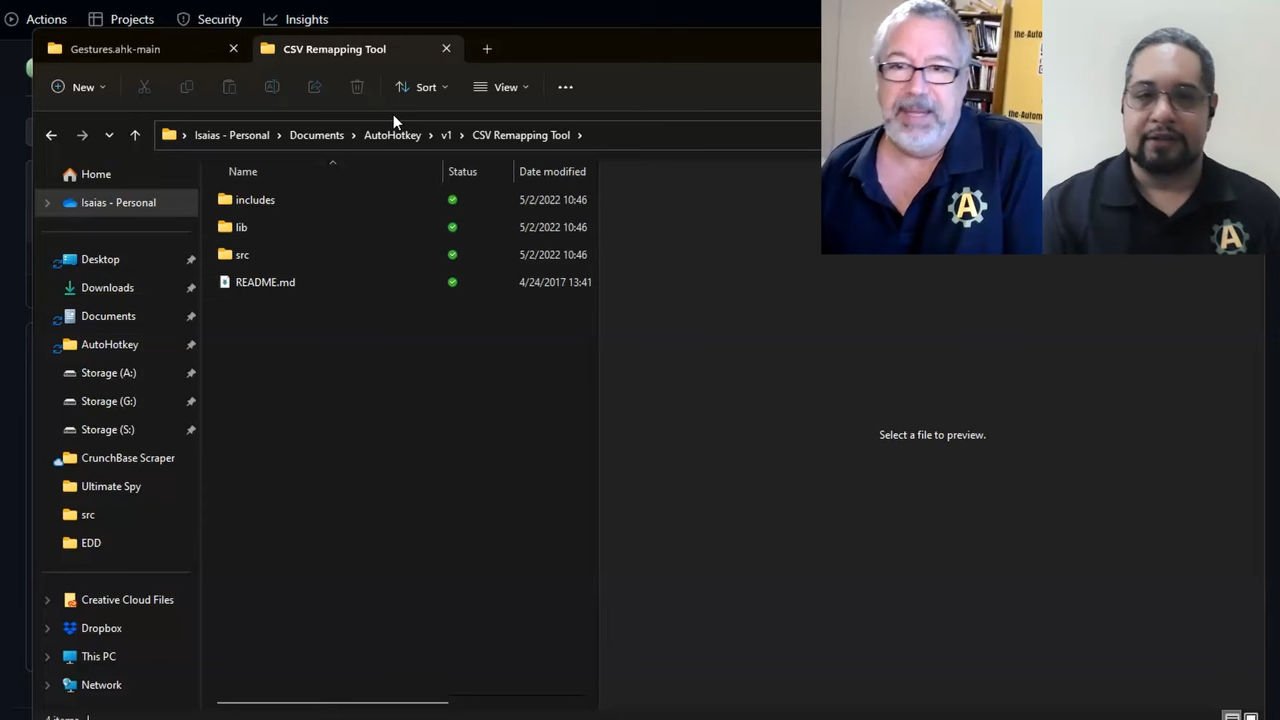 Actions Projects Security Insights
Gestures.ahk-main CSV Remapping Tool
New Sort View
Isaias - Personal Documents AutoHotkey v1 CSV Remapping Tool
Name Status Date modified
Home
Isaias - Personal
includes 5/2/2022 10:46
lib 5/2/2022 10:46
src 5/2/2022 10:46
README.md 4/24/2017 13:41
Desktop
Downloads
Documents
AutoHotkey
Storage (A:)
Storage (G:)
Storage (S:)
CrunchBase Scraper
Ultimate Spy
src
EDD
Creative Cloud Files
Dropbox
This PC
Network
Select a file to preview.
4 items
the-Autom
A
A